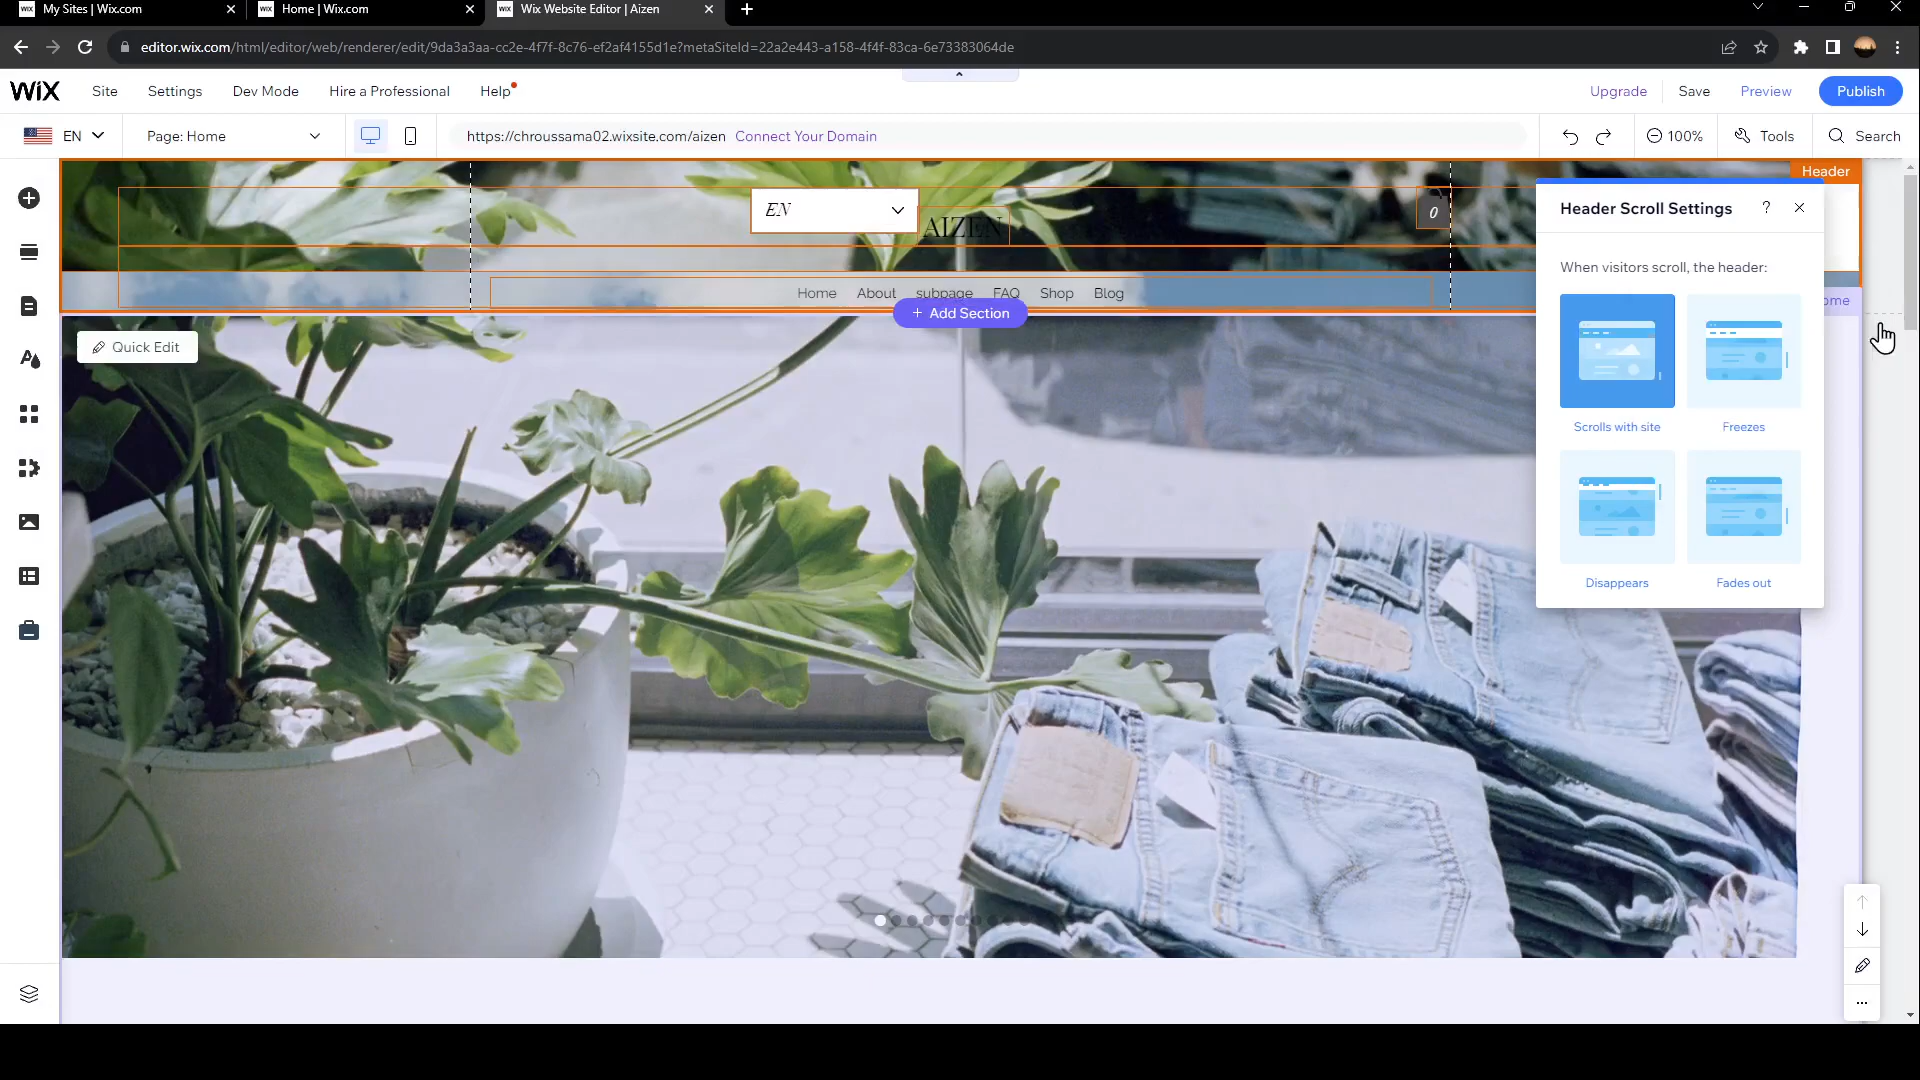 My Sites | Wix.com
Home | Wix.com
Wix Website Editor | Aizen
editor.wix.com/html/editor/web/renderer/edit/9da3a3aa-cc2e-4f7f-8c76-ef2af4155d1e?metaSiteId=22a2e443-a158-4f4f-83ca-6e73383064de
WiX Site Settings Dev Mode Hire a Professional Help Upgrade Save Preview Publish
EN Page: Home https://chroussama02.wixsite.com/aizen Connect Your Domain 100% Tools Search
Header
EN
AIZEN
0
Home About subpage FAQ Shop Blog
+ Add Section
Quick Edit
Header Scroll Settings ?
When visitors scroll, the header:
Scrolls with site
Freezes
Disappears
Fades out